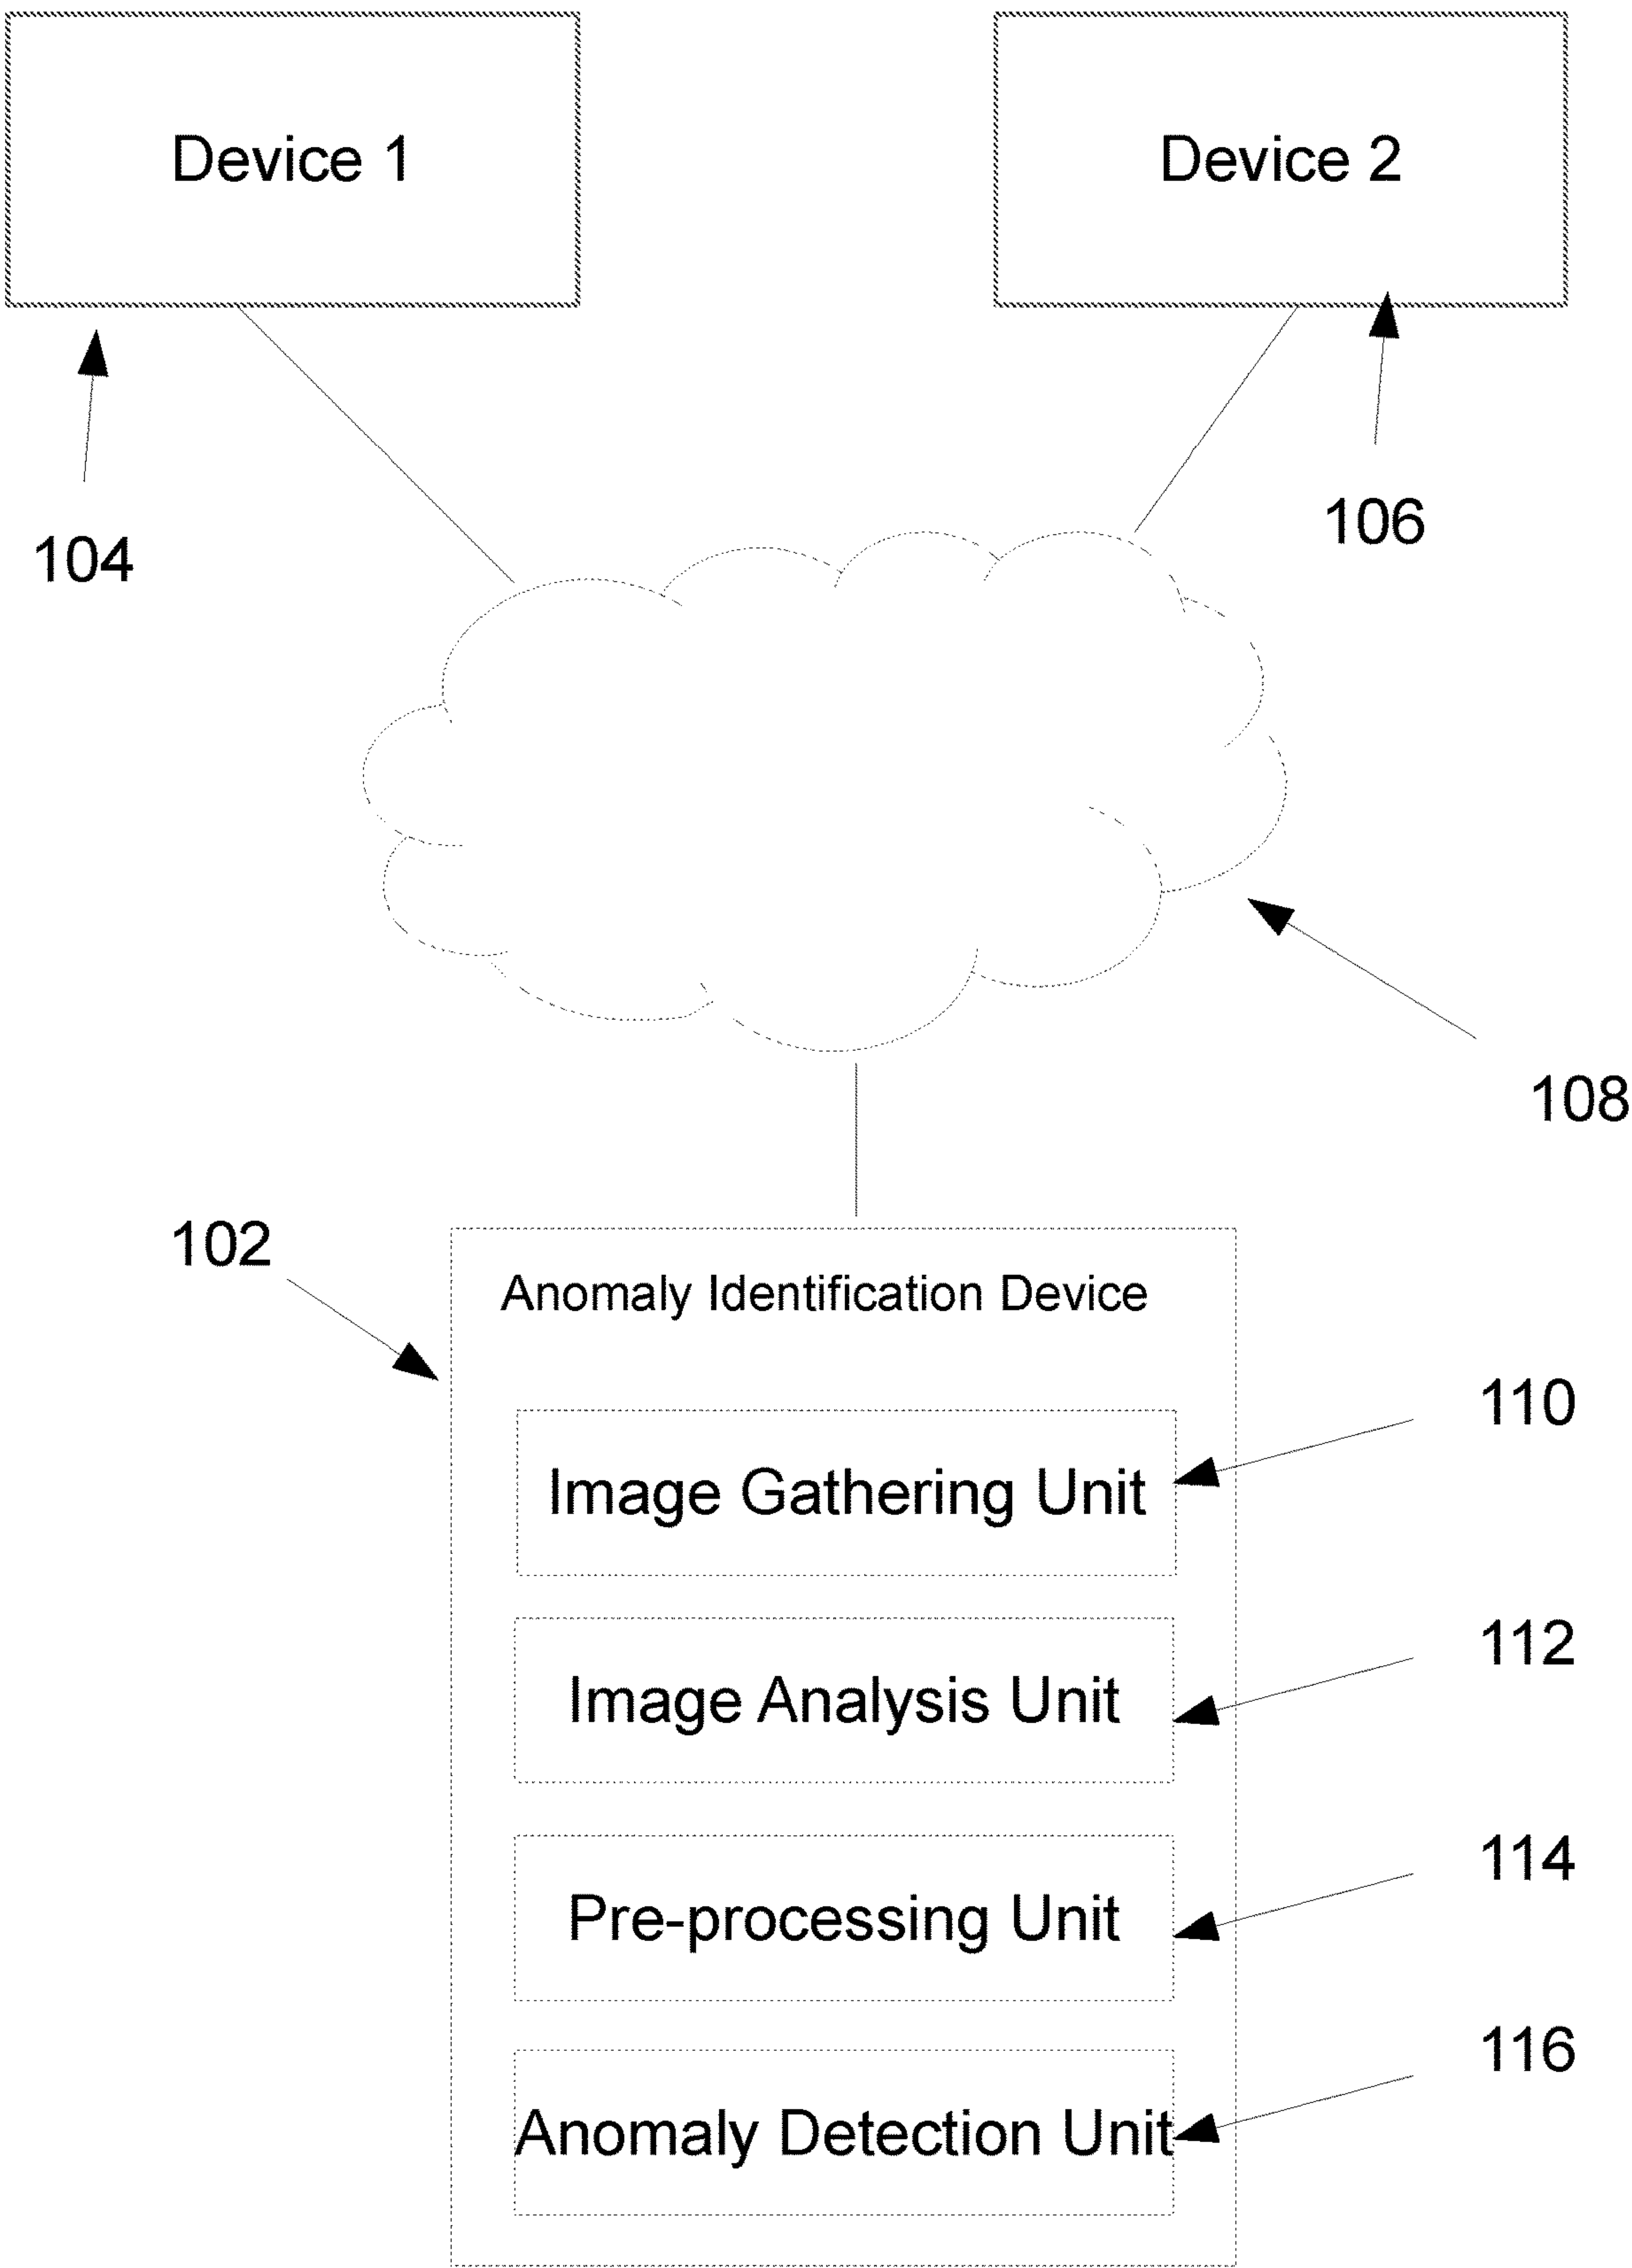 Device 1
Device 2
104
106
108
102
Anomaly Identification Device
110
Image Gathering Unit
112
Image Analysis Unit
114
Pre-processing Unit
116
Anomaly Detection Unit